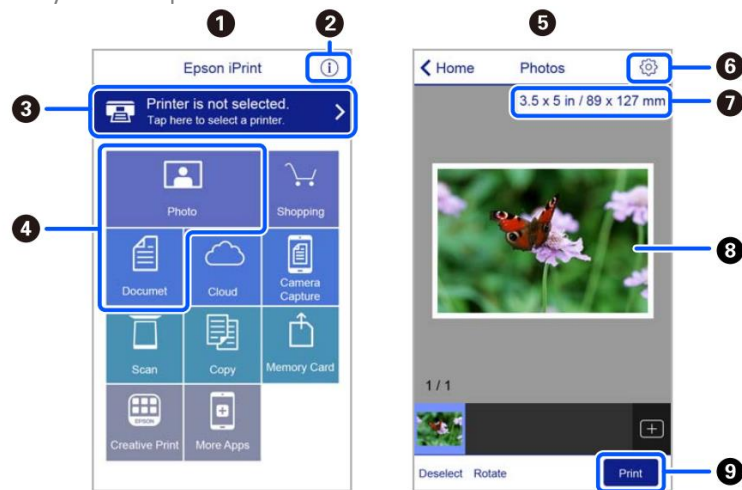 1
2
Epson iPrint
i
3
Printer is not selected.
Tap here to select a printer.
4
Photo
Shopping
Documet
Cloud
Camera
Capture
Scan
Copy
Memory Card
EPSON
Creative Print
More Apps
5
Home
Photos
6
3.5 x 5 in / 89 x 127 mm
7
8
1 / 1
Deselect
Rotate
Print
9